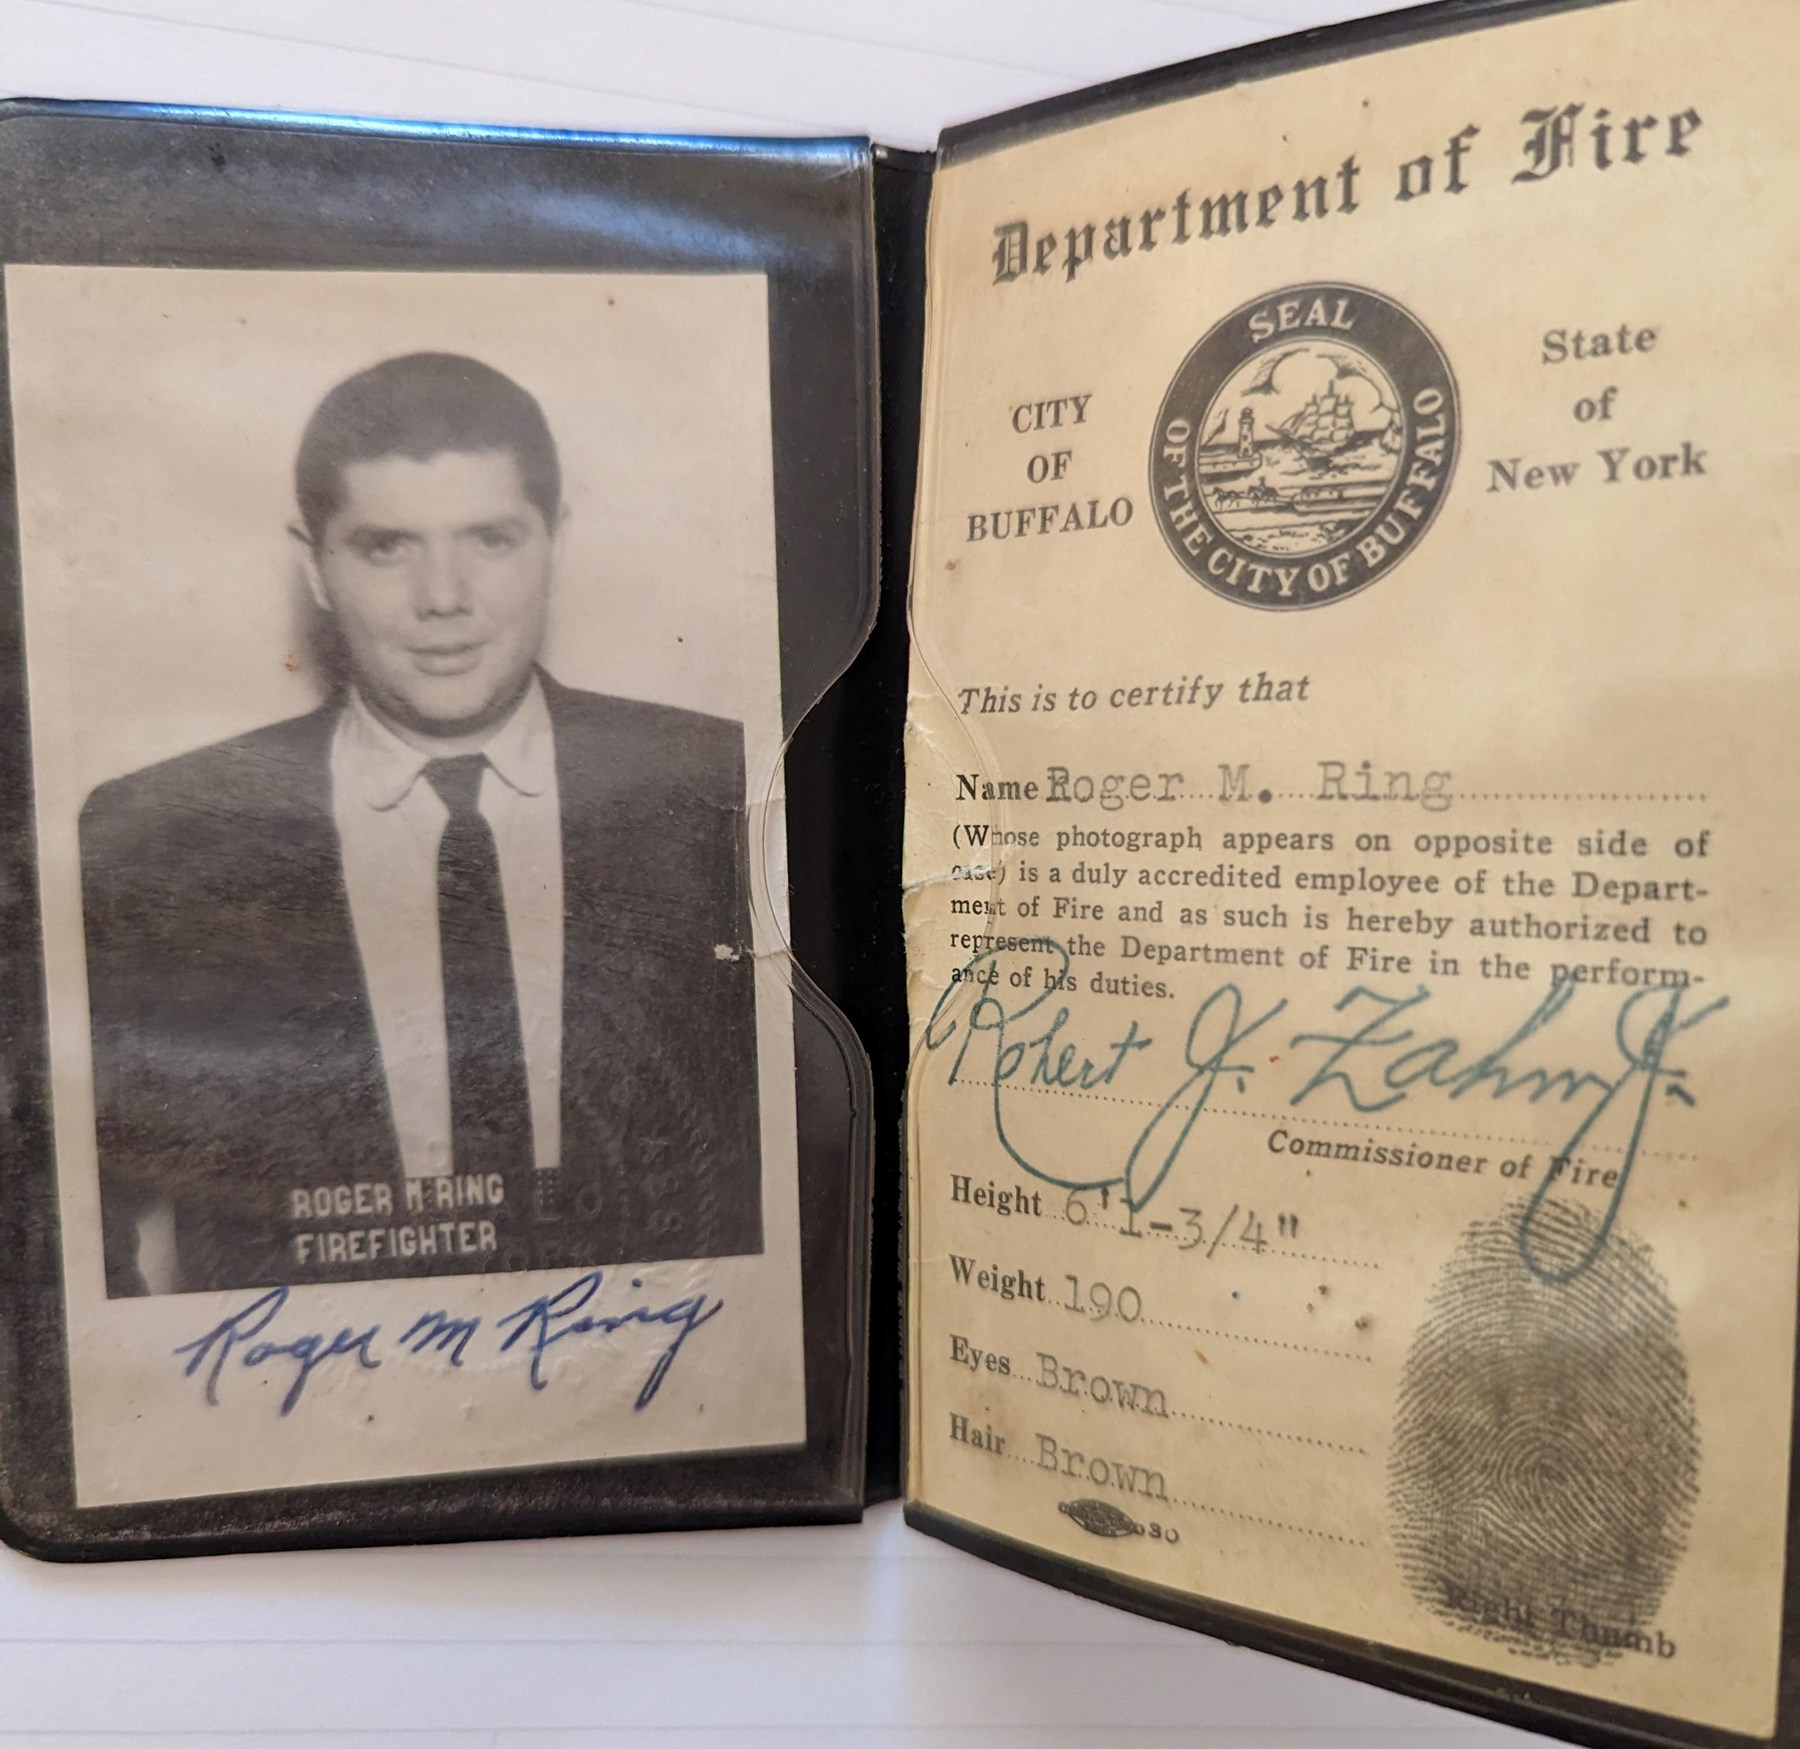 ROGER M RING
FIREFIGHTER
Roger M Ring
Department of Fire
CITY
OF
BUFFALO
SEAL
OF THE CITY OF BUFFALO
State
of
New York
This is to certify that
Name Roger M. Ring
(Whose photograph appears on opposite side of
case) is a duly accredited employee of the Depart-
ment of Fire and as such is hereby authorized to
represent the Department of Fire in the perform-
ance of his duties.
Robert J. Zahm Jr.
Commissioner of Fire
Height 6'1-3/4"
Weight 190
Eyes Brown
Hair Brown
Right Thumb